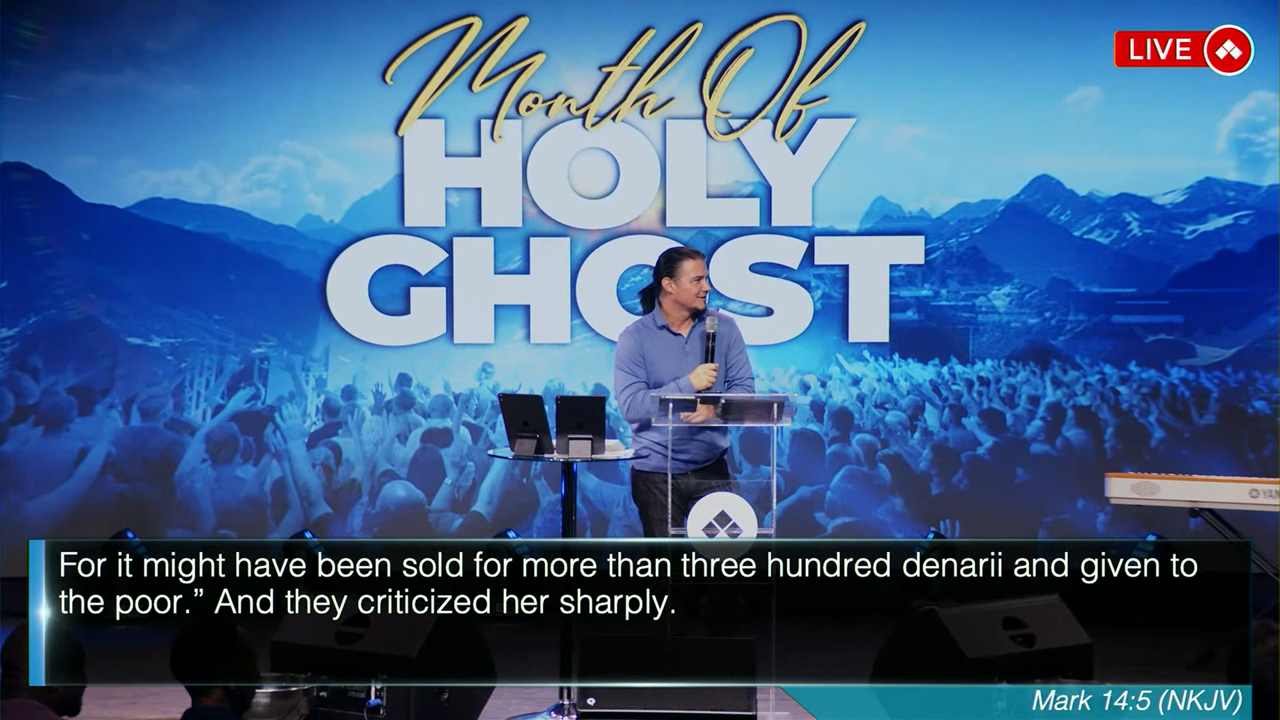 LIVE
Month Of
HOLY
GHOST
For it might have been sold for more than three hundred denarii and given to
the poor.” And they criticized her sharply.
Mark 14:5 (NKJV)